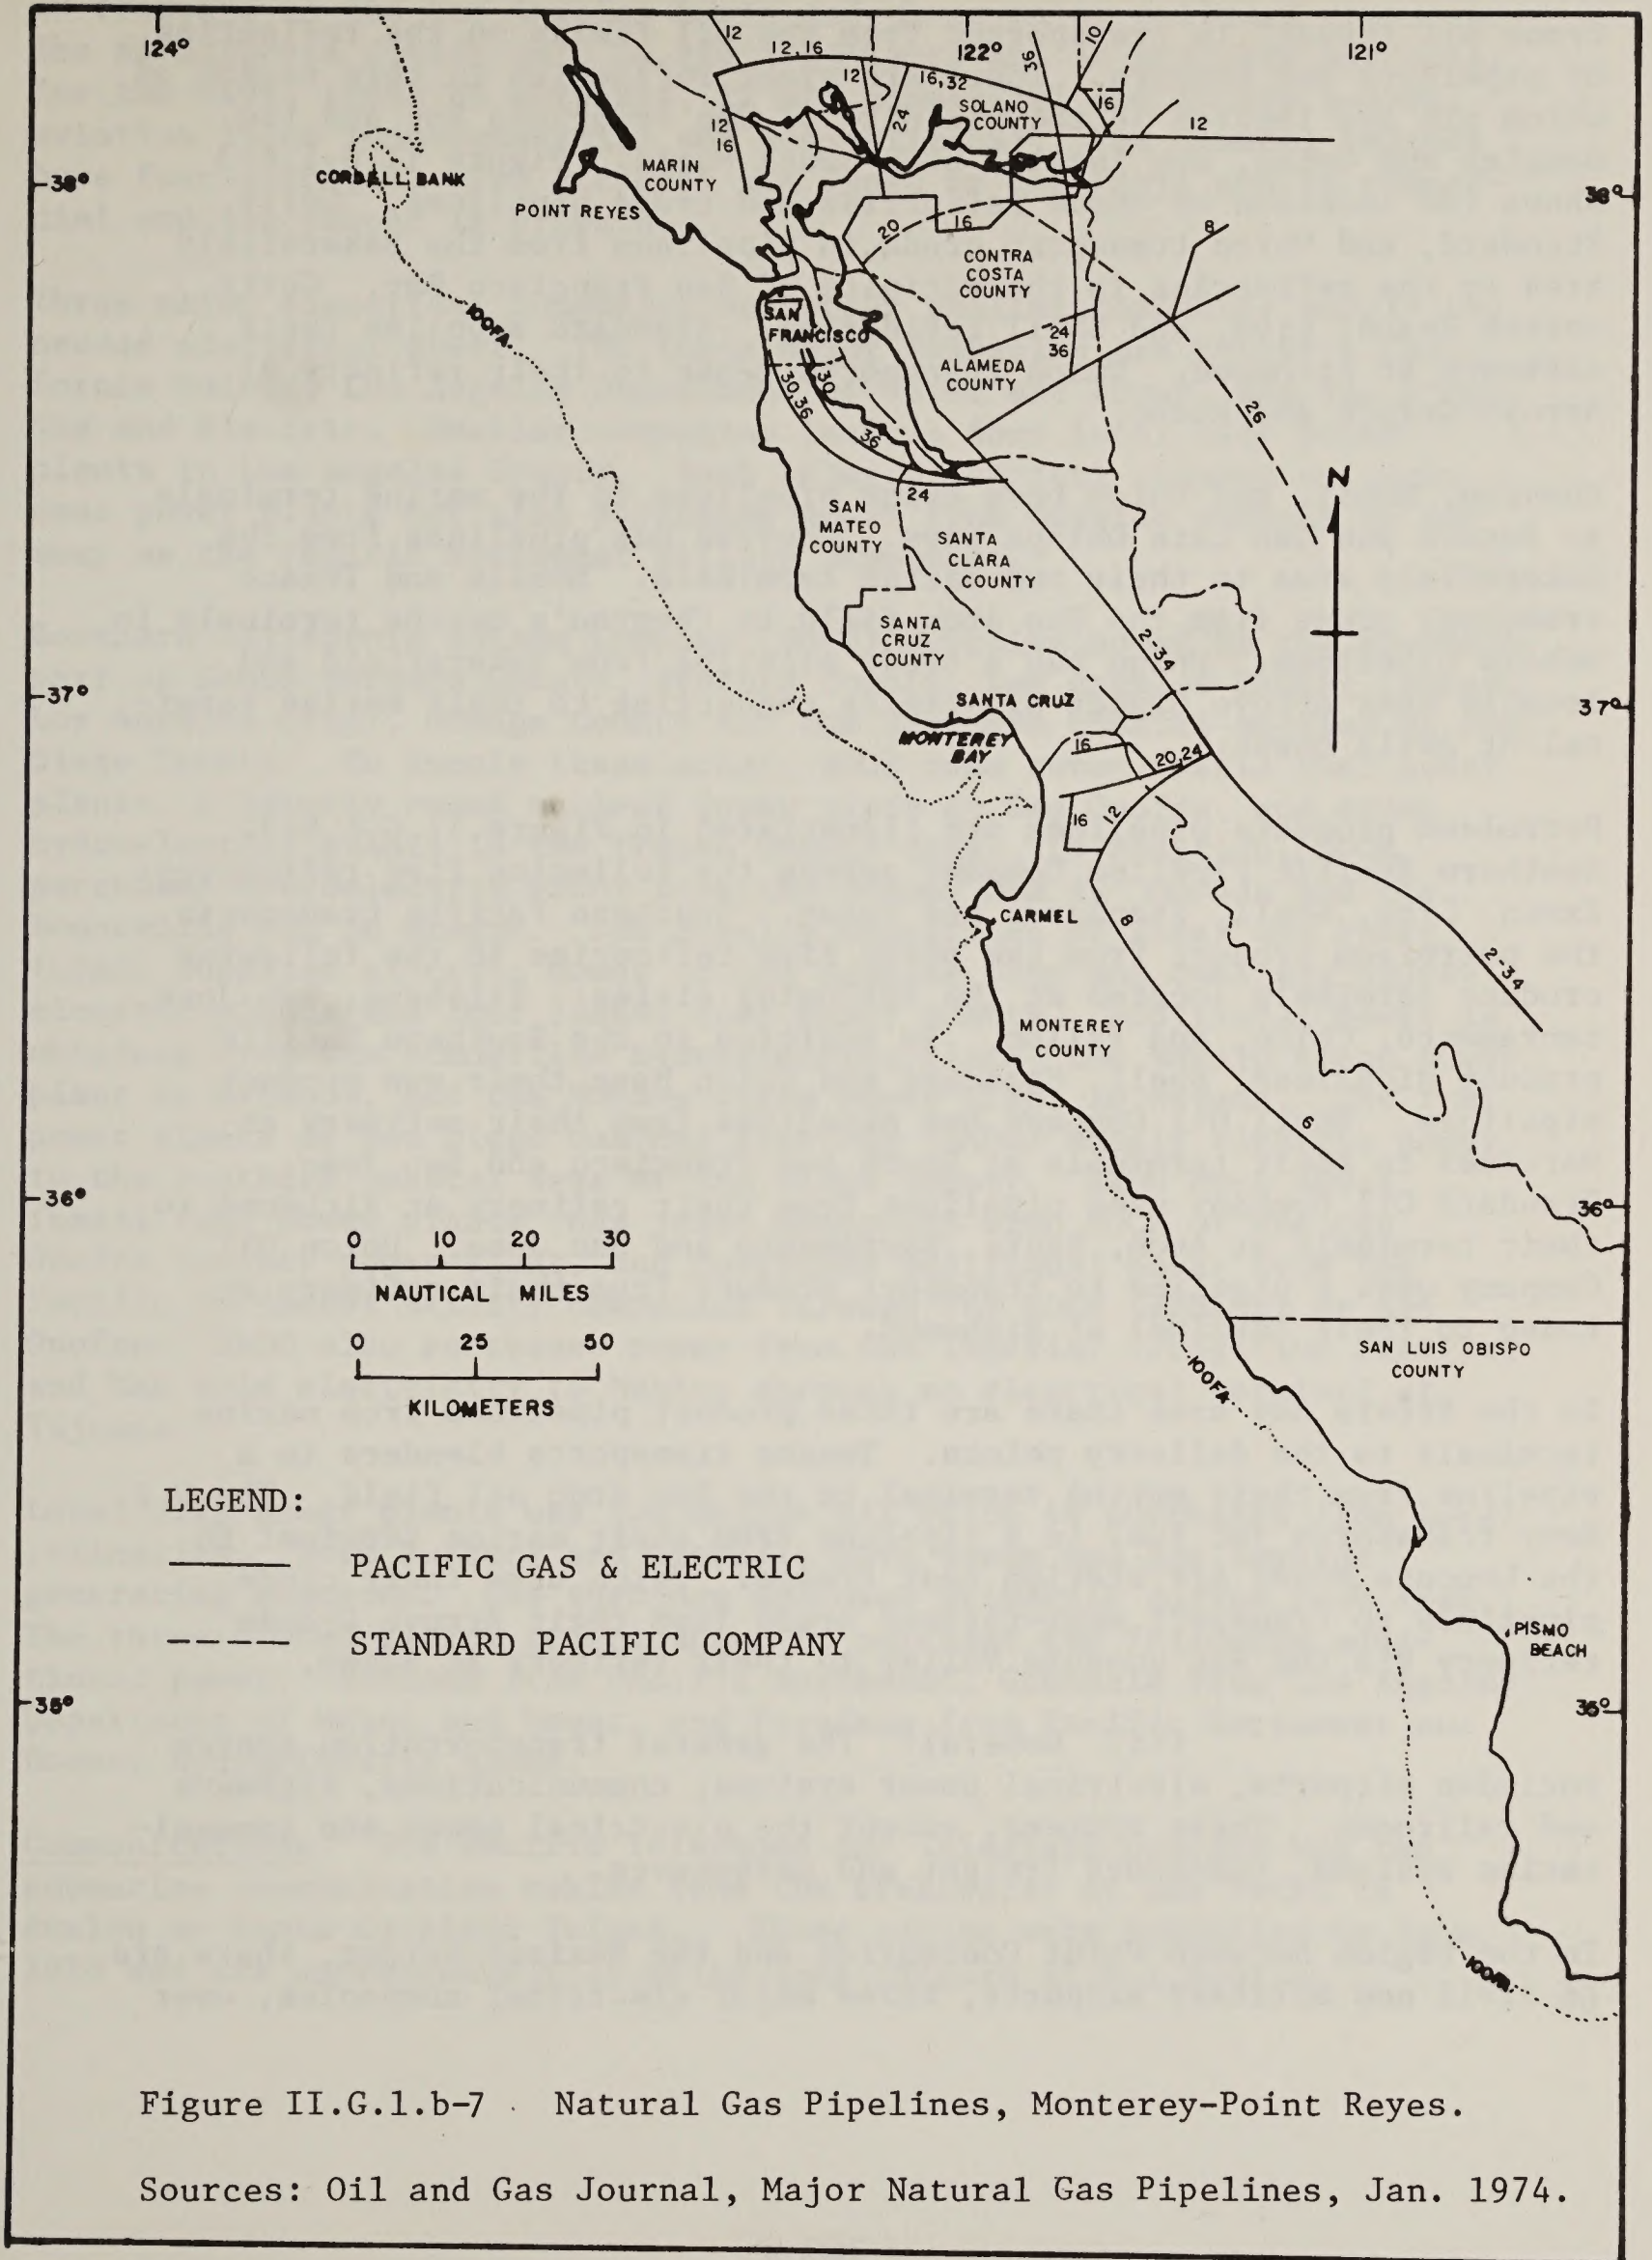 124°
122°
121°
12
12,16
36
10
12
16,32
16
24
SOLANO
COUNTY
12
12
16
MARIN
COUNTY
38°
CORDELL BANK
38°
POINT REYES
20
16
8
CONTRA
COSTA
COUNTY
100FA.
SAN
FRANCISCO
24
36
ALAMEDA
COUNTY
30,36
30
26
36
N
24
SAN
MATEO
COUNTY
SANTA
CLARA
COUNTY
SANTA
CRUZ
COUNTY
2-34
37°
SANTA CRUZ
37°
MONTEREY
BAY
16
20,24
16
12
CARMEL
8
2-34
MONTEREY
COUNTY
6
36°
36°
0 10 20 30
NAUTICAL MILES
0 25 50
KILOMETERS
SAN LUIS OBISPO
COUNTY
100FA.
LEGEND:
PACIFIC GAS & ELECTRIC
STANDARD PACIFIC COMPANY
PISMO
BEACH
35°
35°
100FA.
Figure II.G.1.b-7 Natural Gas Pipelines, Monterey-Point Reyes.
Sources: Oil and Gas Journal, Major Natural Gas Pipelines, Jan. 1974.